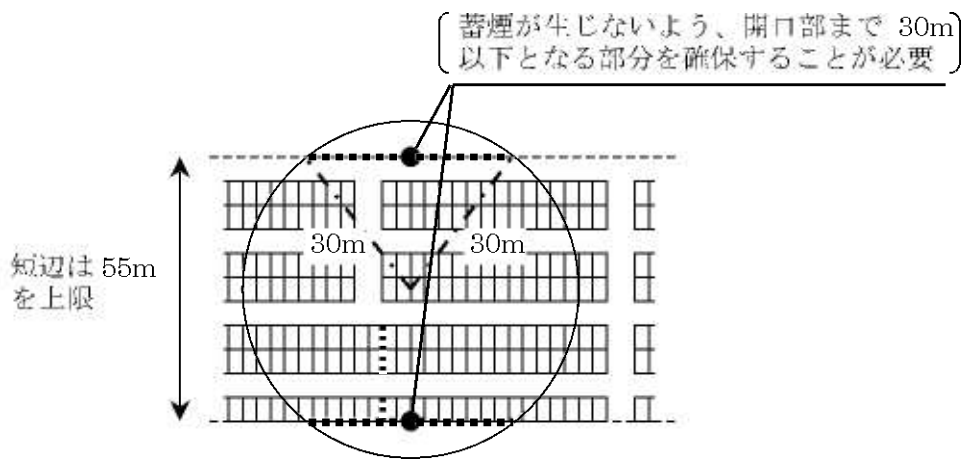 蓄煙が生じないよう、開口部まで 30m
以下となる部分を確保することが必要
30m
30m
短辺は 55m
を上限